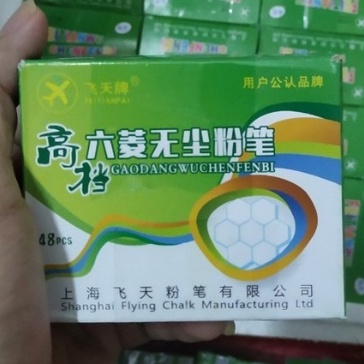 飞天牌®
FEITIANPAI
用户公认品牌
高档
六菱无尘粉笔
GAODANGWUCHENFENBI
48PCS
上海飞天粉笔有限公司
Shanghai Flying Chalk Manufacturing Ltd